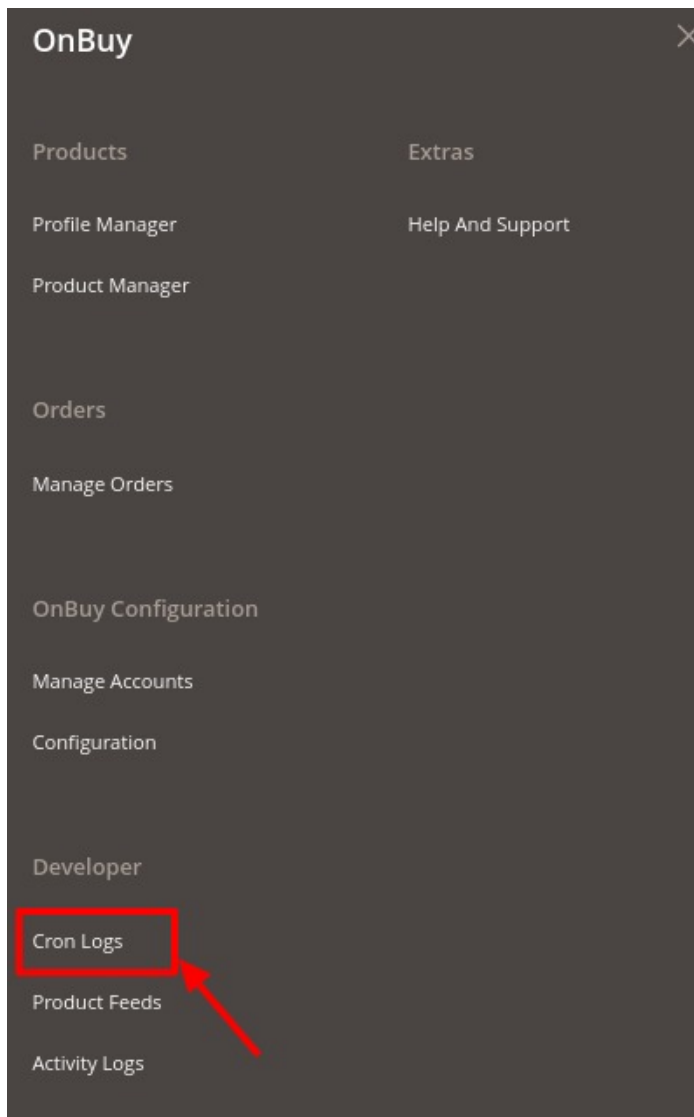 OnBuy
Products
Profile Manager
Product Manager
Orders
Manage Orders
OnBuy Configuration
Manage Accounts
Configuration
Developer
Cron Logs
Product Feeds
Activity Logs
Extras
Help And Support